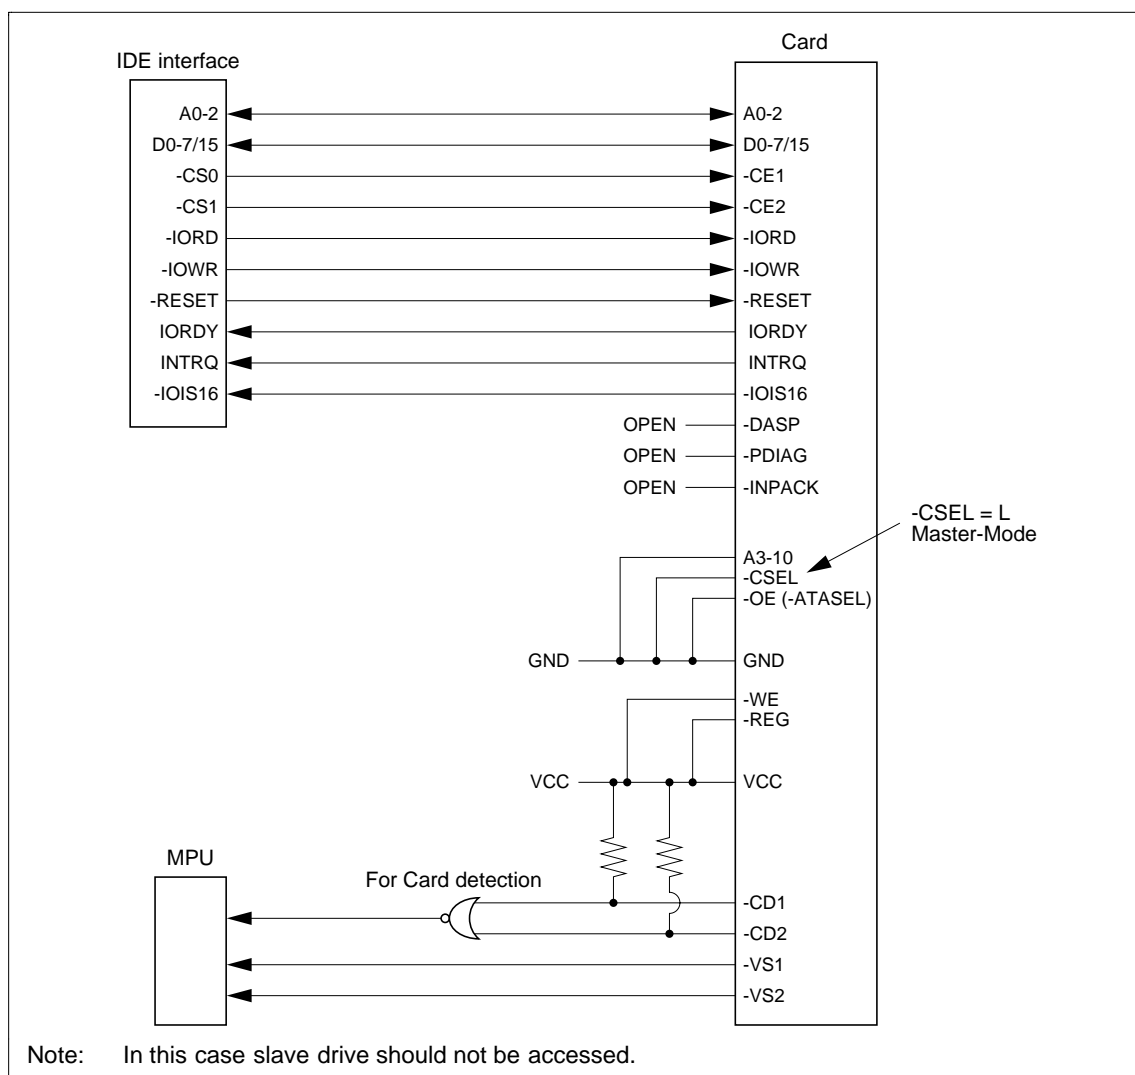 Card
IDE interface
A0-2 A0-2
D0-7/15 D0-7/15
-CS0 -CE1
-CS1 -CE2
-IORD -IORD
-IOWR -IOWR
-RESET -RESET
IORDY IORDY
INTRQ INTRQ
-IOIS16 -IOIS16
OPEN -DASP
OPEN -PDIAG
OPEN -INPACK
-CSEL = L
Master-Mode
A3-10
-CSEL
-OE (-ATASEL)
GND GND
-WE
-REG
VCC VCC
MPU
For Card detection
-CD1
-CD2
-VS1
-VS2
Note: In this case slave drive should not be accessed.